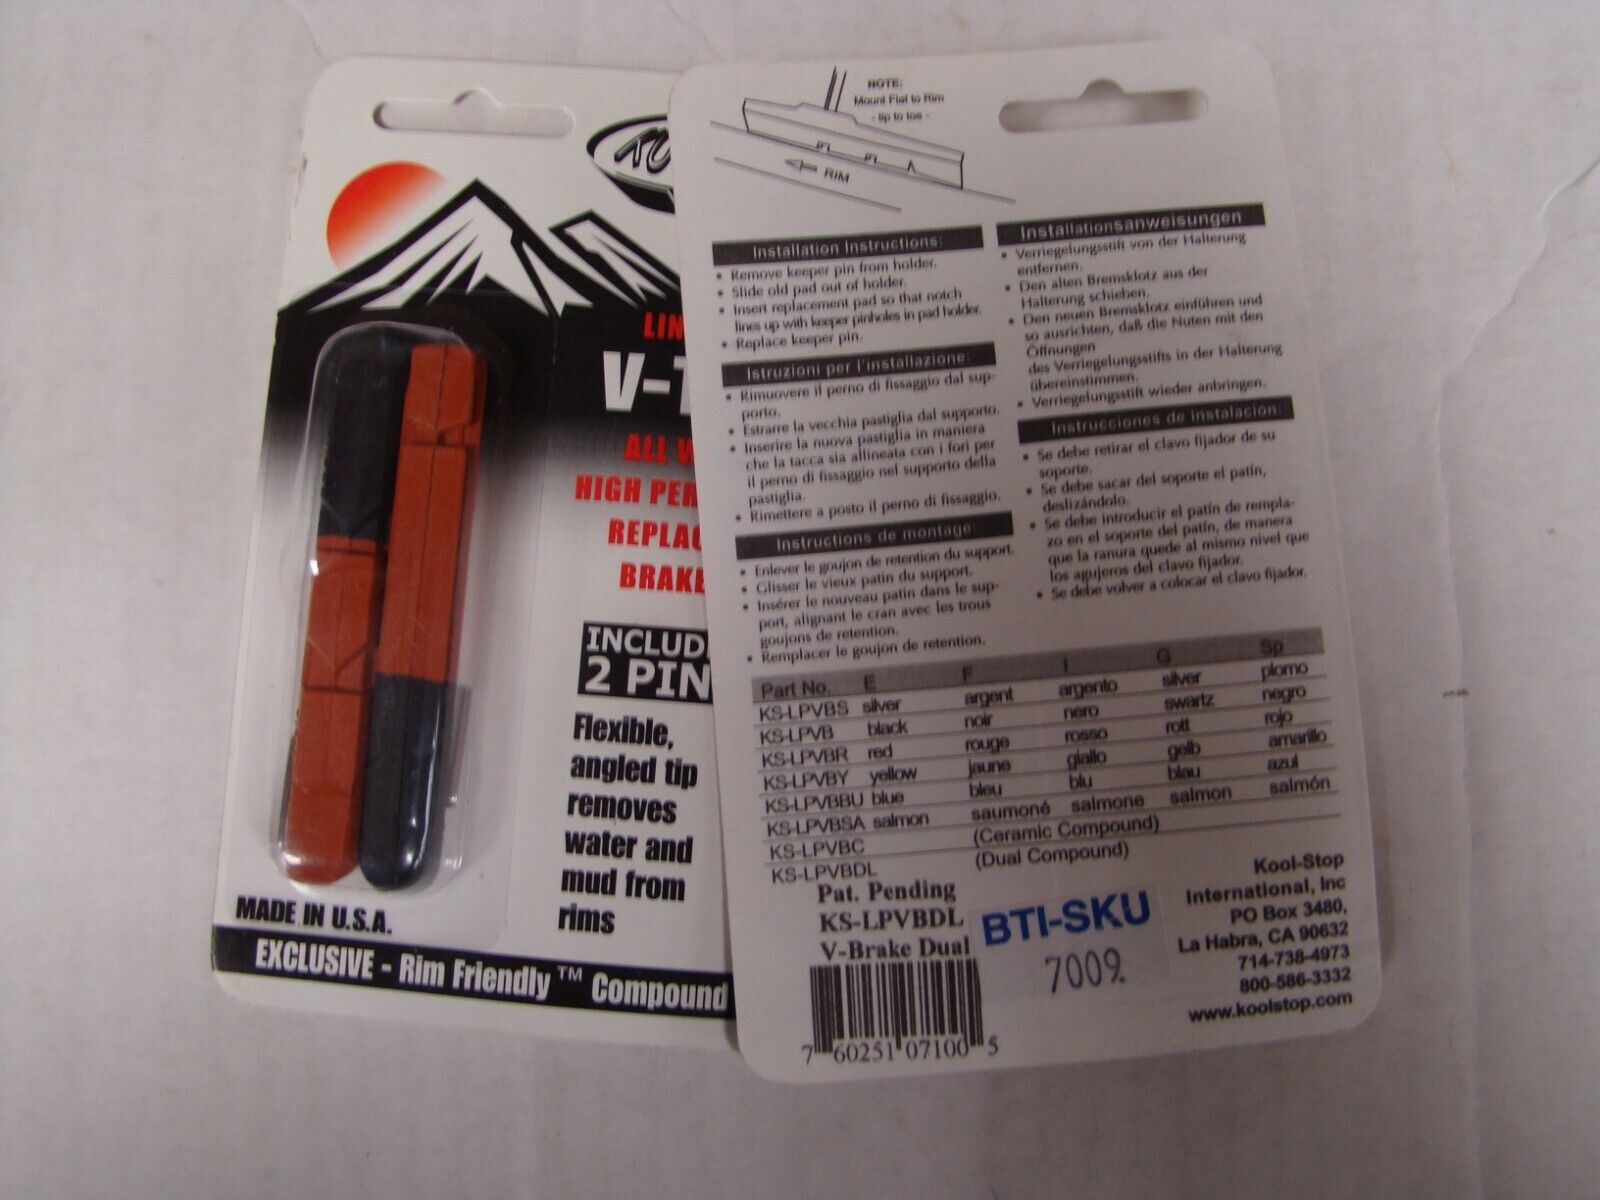 KO
LIN
V-
ALL W
HIGH PER
REPLAC
BRAKE
INCLUD
2 PIN
Flexible,
angled tip
removes
water and
mud from
rims
MADE IN U.S.A.
EXCLUSIVE - Rim Friendly™ Compound
NOTE:
Mount Flat to Rim
- tip to toe -
RIM
Installation Instructions:
• Remove keeper pin from holder.
• Slide old pad out of holder.
• Insert replacement pad so that notch
lines up with keeper pinholes in pad holder.
• Replace keeper pin.
Istruzioni per l'installazione:
• Rimuovere il perno di fissaggio dal sup-
porto.
• Estrarre la vecchia pastiglia dal supporto.
• Inserire la nuova pastiglia in maniera
che la tacca sia allineata con i fori per
il perno di fissaggio nel supporto della
pastiglia.
• Rimettere a posto il perno di fissaggio.
Instructions de montage:
• Enlever le goujon de retention du support.
• Glisser le vieux patin du support.
• Insérer le nouveau patin dans le sup-
port, alignant le cran avec les trous
goujons de retention.
• Remplacer le goujon de retention.
Installationsanweisungen
• Verriegelungsstift von der Halterung
entfernen.
• Den alten Bremsklotz aus der
Halterung schieben.
• Den neuen Bremsklotz einführen und
so ausrichten, daß die Nuten mit den
Öffnungen
des Verriegelungsstifts in der Halterung
übereinstimmen.
• Verriegelungsstift wieder anbringen.
Instrucciones de instalación:
• Se debe retirar el clavo fijador de su
soporte.
• Se debe sacar del soporte el patín,
deslizándolo.
• Se debe introducir el patín de rempla-
zo en el soporte del patín, de manera
que la ranura quede al mismo nivel que
los agujeros del clavo fijador.
• Se debe volver a colocar el clavo fijador.
Part No. E F I G Sp
KS-LPVBS silver argent argento silver plomo
KS-LPVB black noir nero swartz negro
KS-LPVBR red rouge rosso rott rojo
KS-LPVBY yellow jaune giallo gelb amarillo
KS-LPVBBU blue bleu blu blau azul
KS-LPVBSA salmon saumoné salmone salmon salmón
KS-LPVBC (Ceramic Compound)
KS-LPVBDL (Dual Compound)
Pat. Pending
KS-LPVBDL
V-Brake Dual
7 60251 07100 5
BTI-SKU
7009
Kool-Stop
International, Inc
PO Box 3480,
La Habra, CA 90632
714-738-4973
800-586-3332
www.koolstop.com